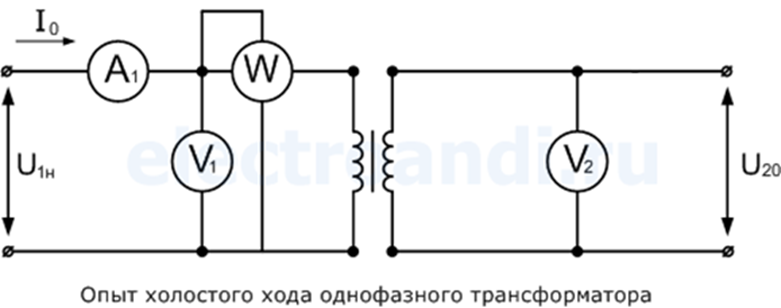 I0
A1
W
V1
V2
U1н
U20
electroandi.ru
Опыт холостого хода однофазного трансформатора